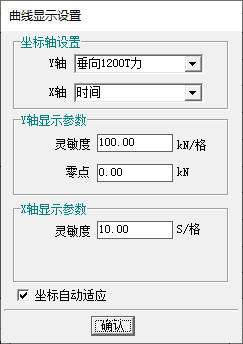 曲线显示设置
坐标轴设置
Y轴 垂向1200T力
X轴 时间
Y轴显示参数
灵敏度 100.00 kN/格
零点 0.00 kN
X轴显示参数
灵敏度 10.00 S/格
坐标自动适应
确认